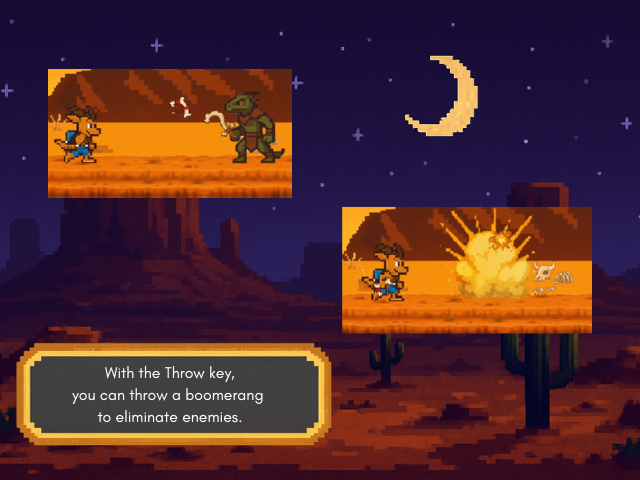 With the Throw key,
you can throw a boomerang
to eliminate enemies.